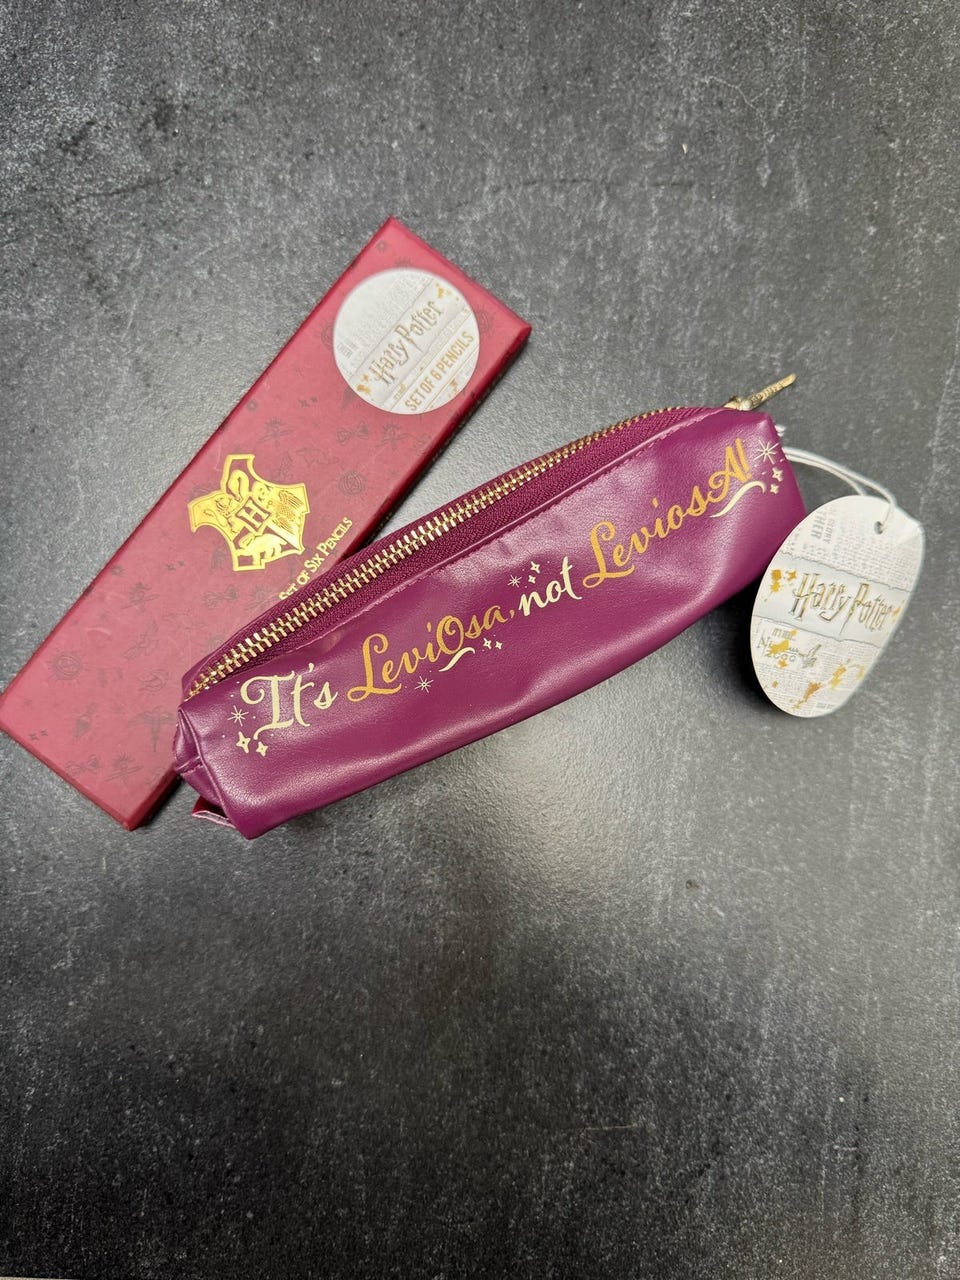 Harry Potter
SET OF 6 PENCILS
H
SET OF SIX PENCILS
It's LeviOsa, not LeviosA!
Harry Potter